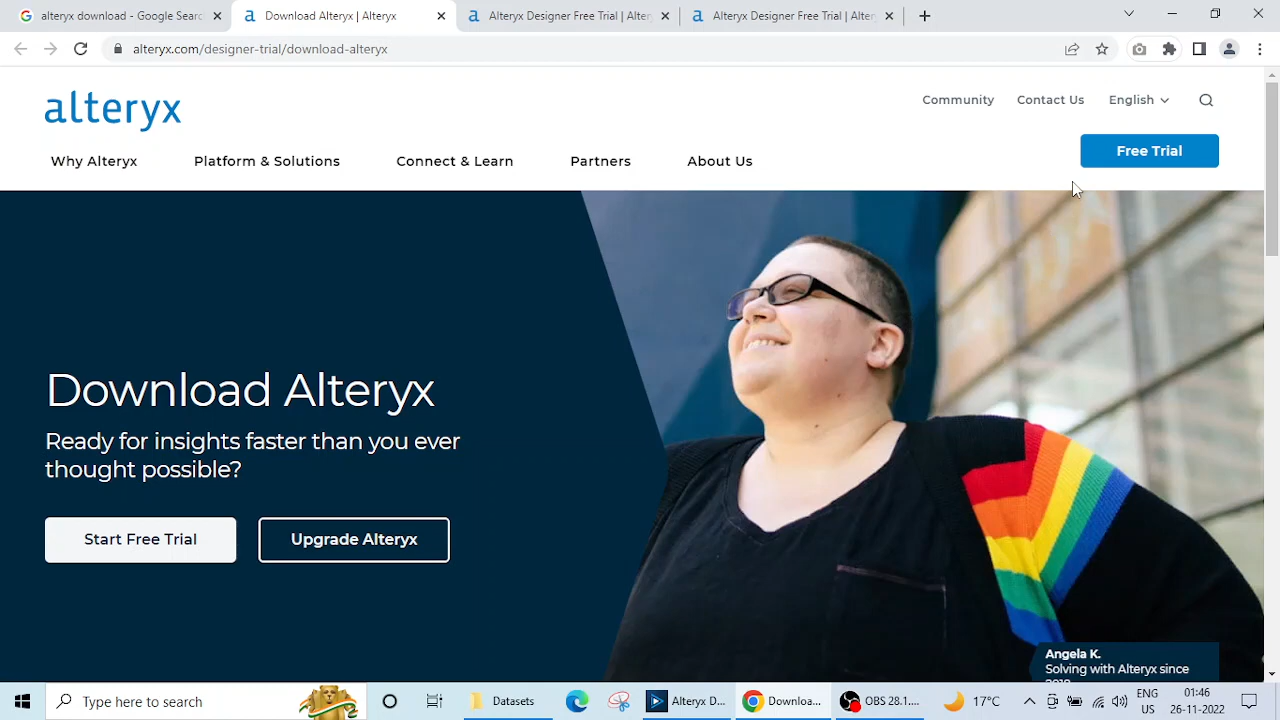 alteryx download - Google Searc
Download Alteryx | Alteryx
Alteryx Designer Free Trial | Alter
Alteryx Designer Free Trial | Alter
alteryx.com/designer-trial/download-alteryx
alteryx
Community
Contact Us
English
Free Trial
Why Alteryx
Platform & Solutions
Connect & Learn
Partners
About Us
Download Alteryx
Ready for insights faster than you ever
thought possible?
Start Free Trial
Upgrade Alteryx
Angela K.
Solving with Alteryx since
Type here to search
Datasets
Alteryx D...
Downloa...
OBS 28.1....
17°C
ENG
US
01:46
26-11-2022